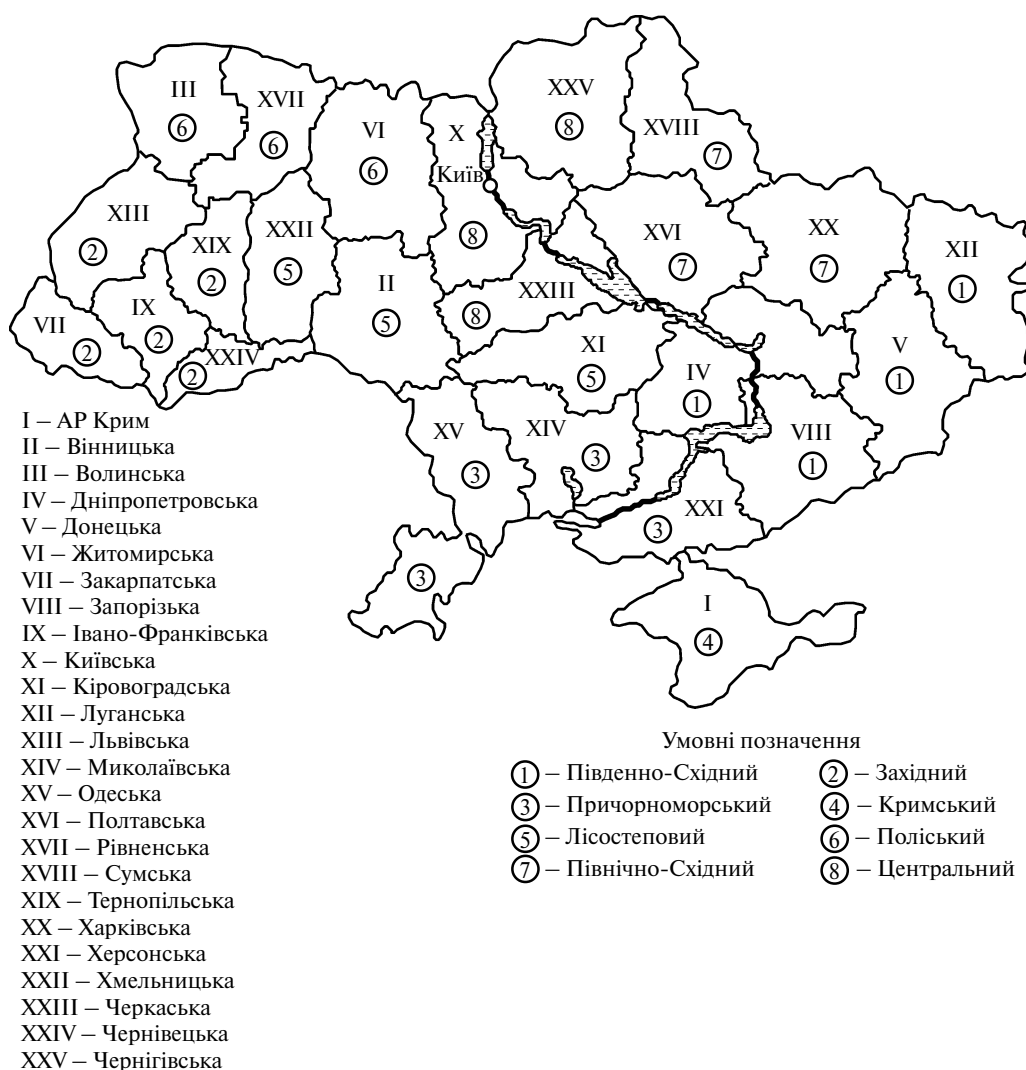 III
6
XVII
6
VI
6
X
Київ
8
XXV
8
XVIII
7
XIII
2
XIX
2
XXII
5
XVI
7
XX
7
XII
1
VII
2
IX
2
XXIV
2
II
5
XXIII
8
XI
5
IV
1
V
1
XV
3
XIV
3
VIII
1
XXI
3
3
I
4
I – АР Крим
II – Вінницька
III – Волинська
IV – Дніпропетровська
V – Донецька
VI – Житомирська
VII – Закарпатська
VIII – Запорізька
IX – Івано-Франківська
X – Київська
XI – Кіровоградська
XII – Луганська
XIII – Львівська
XIV – Миколаївська
XV – Одеська
XVI – Полтавська
XVII – Рівненська
XVIII – Сумська
XIX – Тернопільська
XX – Харківська
XXI – Херсонська
XXII – Хмельницька
XXIII – Черкаська
XXIV – Чернівецька
XXV – Чернігівська
Умовні позначення
1 – Південно-Східний
2 – Західний
3 – Причорноморський
4 – Кримський
5 – Лісостеповий
6 – Поліський
7 – Північно-Східний
8 – Центральний